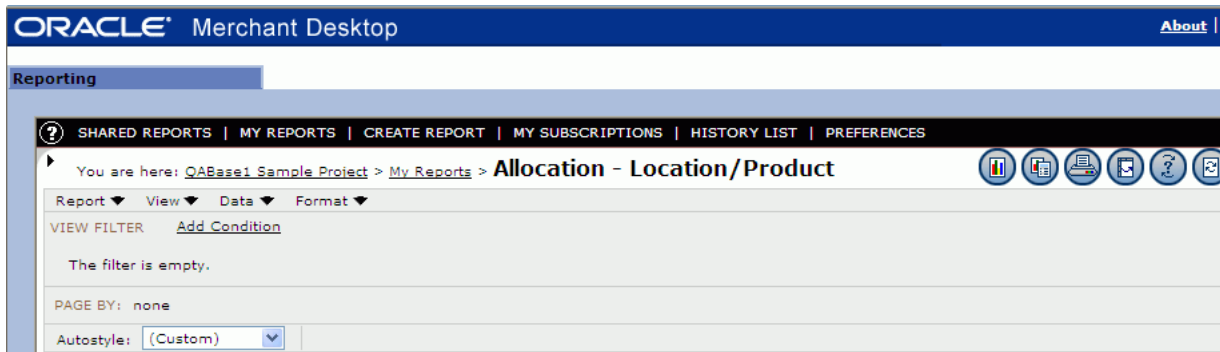 ORACLE Merchant Desktop About |
Reporting
? SHARED REPORTS | MY REPORTS | CREATE REPORT | MY SUBSCRIPTIONS | HISTORY LIST | PREFERENCES
You are here: QABase1 Sample Project > My Reports > Allocation - Location/Product
Report View Data Format
VIEW FILTER Add Condition
The filter is empty.
PAGE BY: none
Autostyle: (Custom)